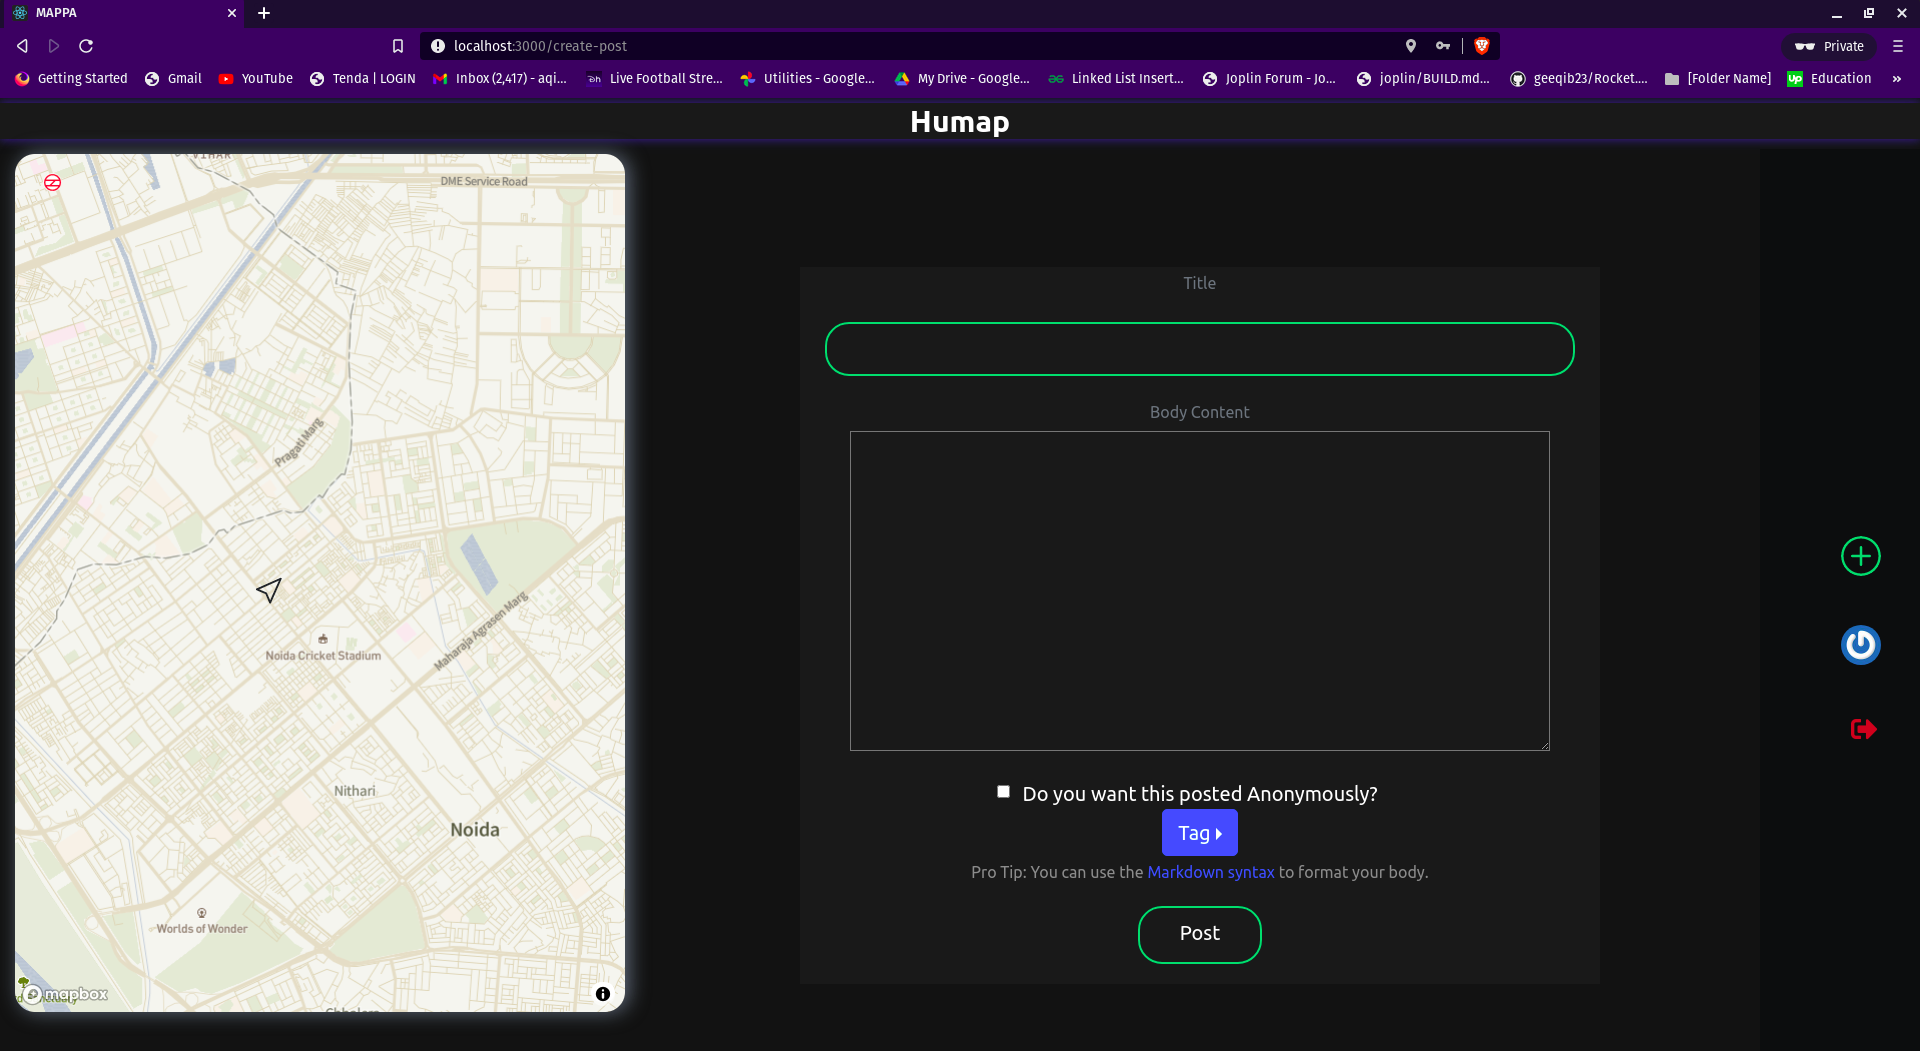 MAPPA
localhost:3000/create-post
Private
Getting Started
Gmail
YouTube
Tenda | LOGIN
Inbox (2,417) - aqi...
Live Football Stre...
Utilities - Google...
My Drive - Google...
Linked List Insert...
Joplin Forum - Jo...
joplin/BUILD.md...
geeqib23/Rocket....
[Folder Name]
Up
Education
»
Humap
VIHAR
DME Service Road
Pragati Marg
Maharaja Agrasen Marg
Noida Cricket Stadium
Nithari
Noida
Worlds of Wonder
mapbox
Title
Body Content
Do you want this posted Anonymously?
Tag
Pro Tip: You can use the Markdown syntax to format your body.
Post